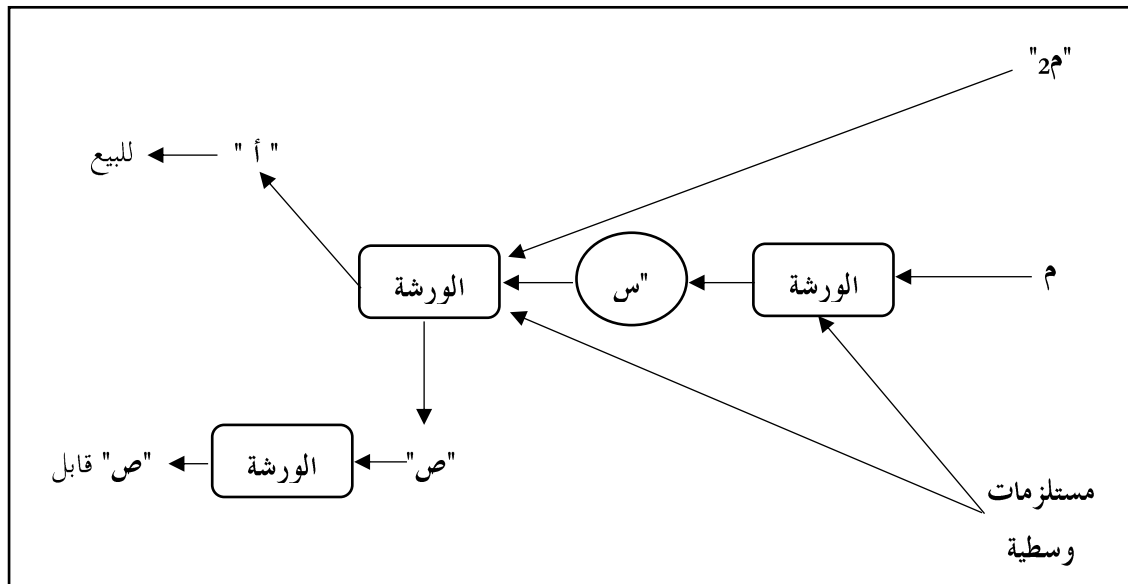 "م2"
" أ "
للبيع
م
الورشة
"س
الورشة
"ص"
الورشة
"ص" قابل
مستلزمات
وسطية